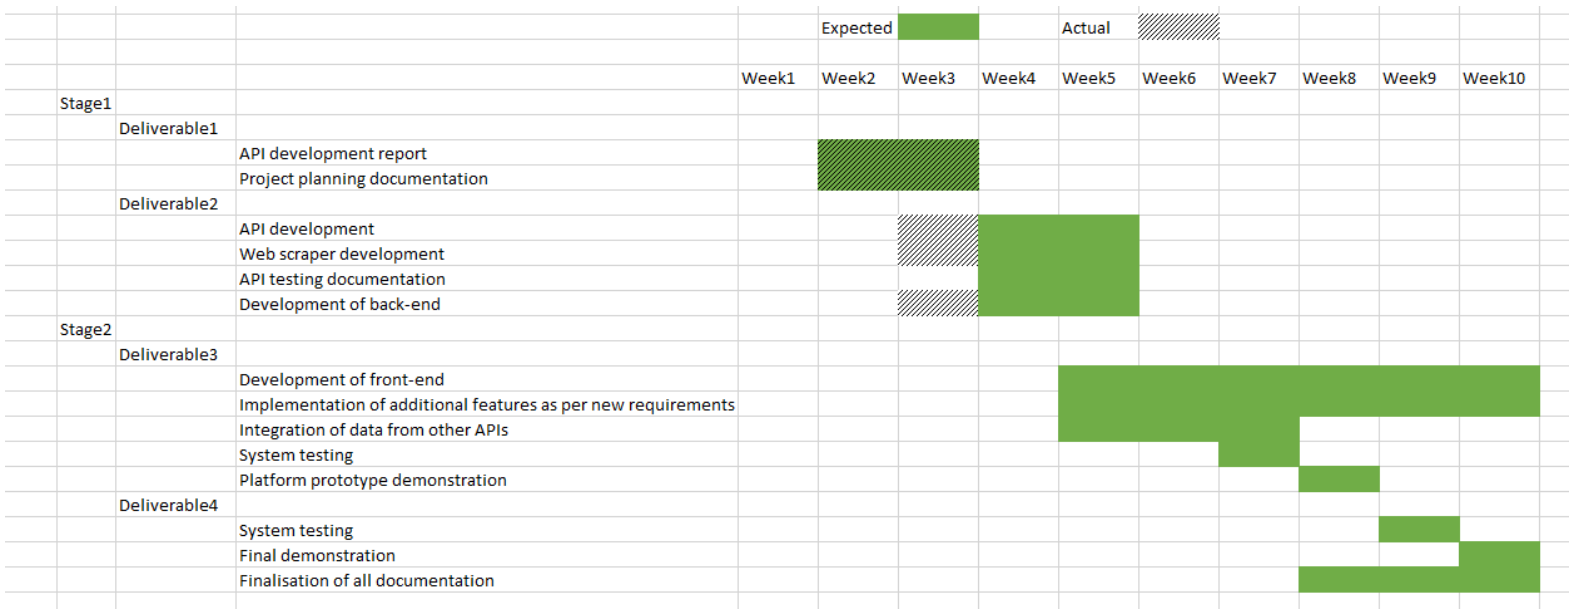 Expected Actual
Week1 Week2 Week3 Week4 Week5 Week6 Week7 Week8 Week9 Week10
Stage1
Deliverable1
API development report
Project planning documentation
Deliverable2
API development
Web scraper development
API testing documentation
Development of back-end
Stage2
Deliverable3
Development of front-end
Implementation of additional features as per new requirements
Integration of data from other APIs
System testing
Platform prototype demonstration
Deliverable4
System testing
Final demonstration
Finalisation of all documentation